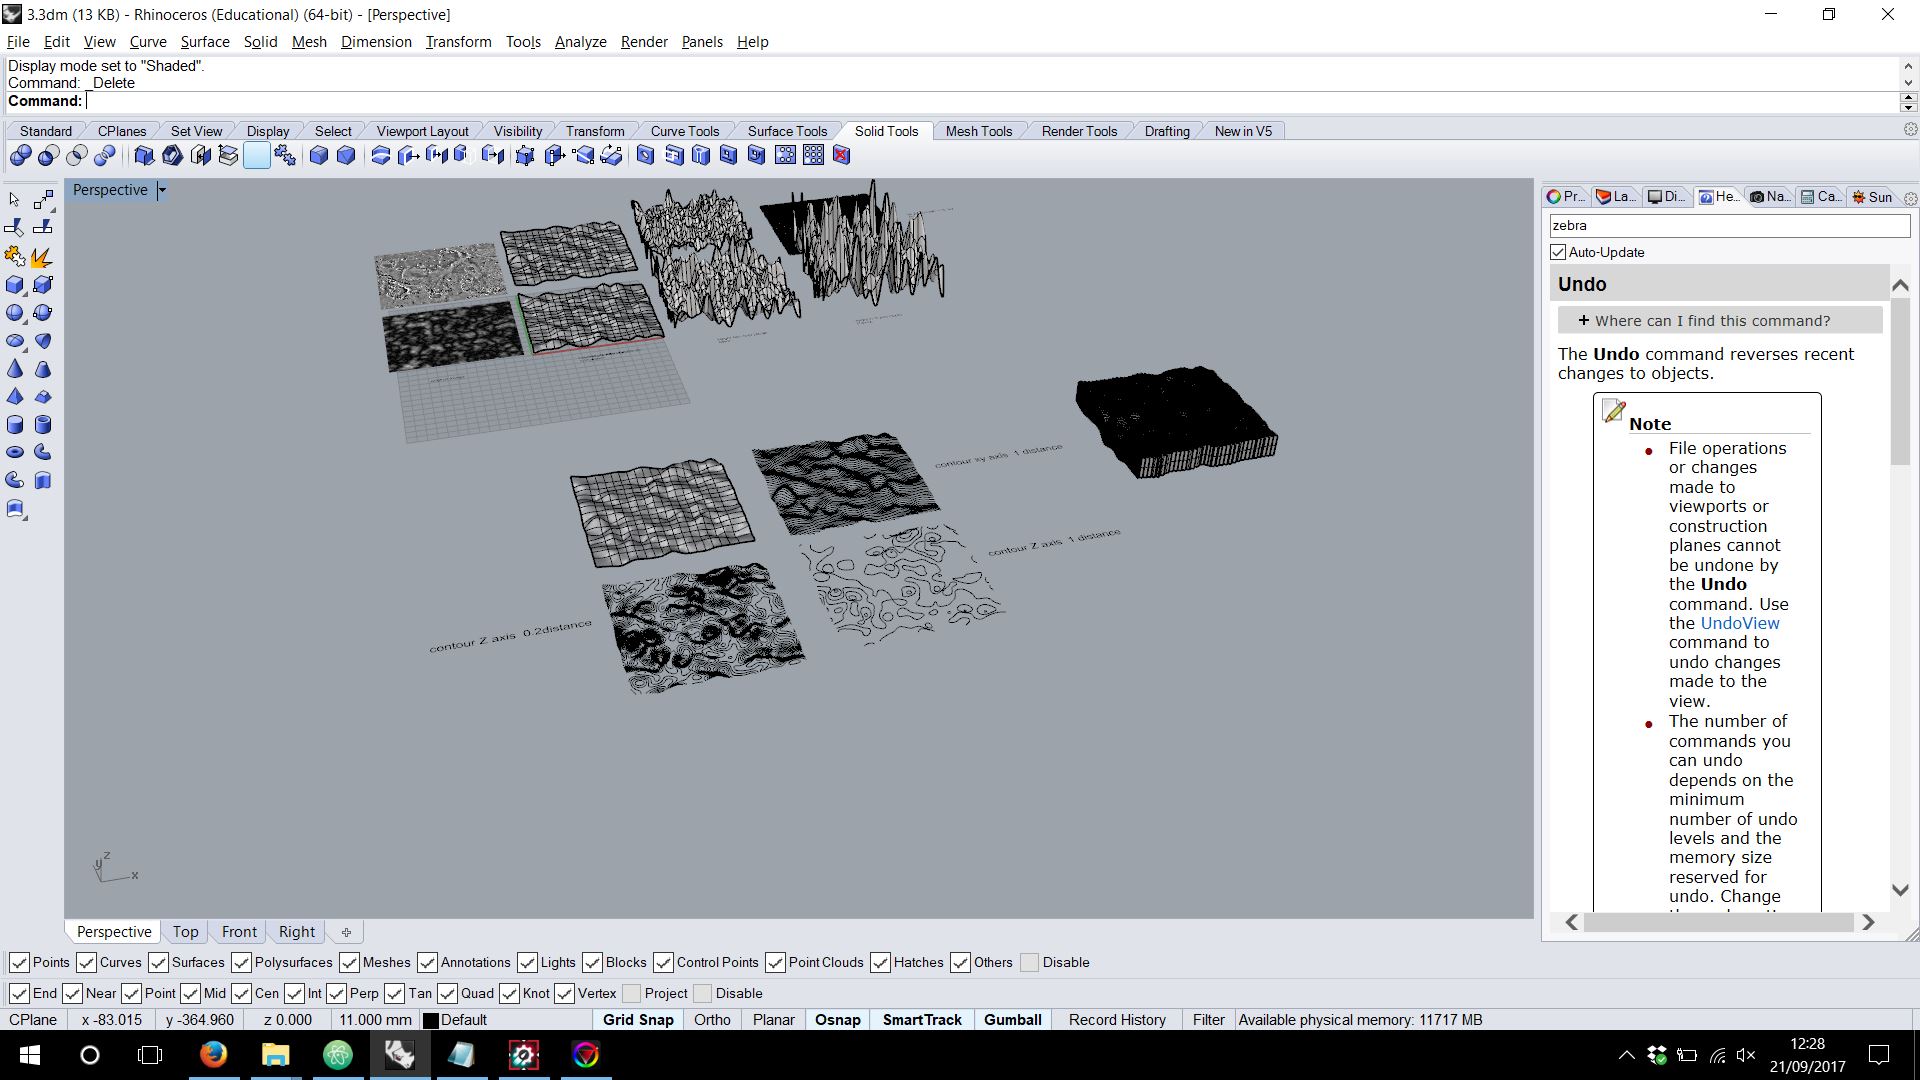 3.3dm (13 KB) - Rhinoceros (Educational) (64-bit) - [Perspective]
File Edit View Curve Surface Solid Mesh Dimension Transform Tools Analyze Render Panels Help
Display mode set to "Shaded".
Command: _Delete
Command:
Standard CPlanes Set View Display Select Viewport Layout Visibility Transform Curve Tools Surface Tools Solid Tools Mesh Tools Render Tools Drafting New in V5
Perspective
Pr... La... Di... He... Na... Ca... Sun
zebra
Auto-Update
Undo
+ Where can I find this command?
The Undo command reverses recent
changes to objects.
Note
File operations
or changes
made to
viewports or
construction
planes cannot
be undone by
the Undo
command. Use
the UndoView
command to
undo changes
made to the
view.
The number of
commands you
can undo
depends on the
minimum
number of undo
levels and the
memory size
reserved for
undo. Change
contour xy axis 1 distance
contour Z axis 1 distance
contour Z axis 0.2distance
z
y
x
Perspective Top Front Right
Points Curves Surfaces Polysurfaces Meshes Annotations Lights Blocks Control Points Point Clouds Hatches Others Disable
End Near Point Mid Cen Int Perp Tan Quad Knot Vertex Project Disable
CPlane x -83.015 y -364.960 z 0.000 11.000 mm Default Grid Snap Ortho Planar Osnap SmartTrack Gumball Record History Filter Available physical memory: 11717 MB
12:28
21/09/2017